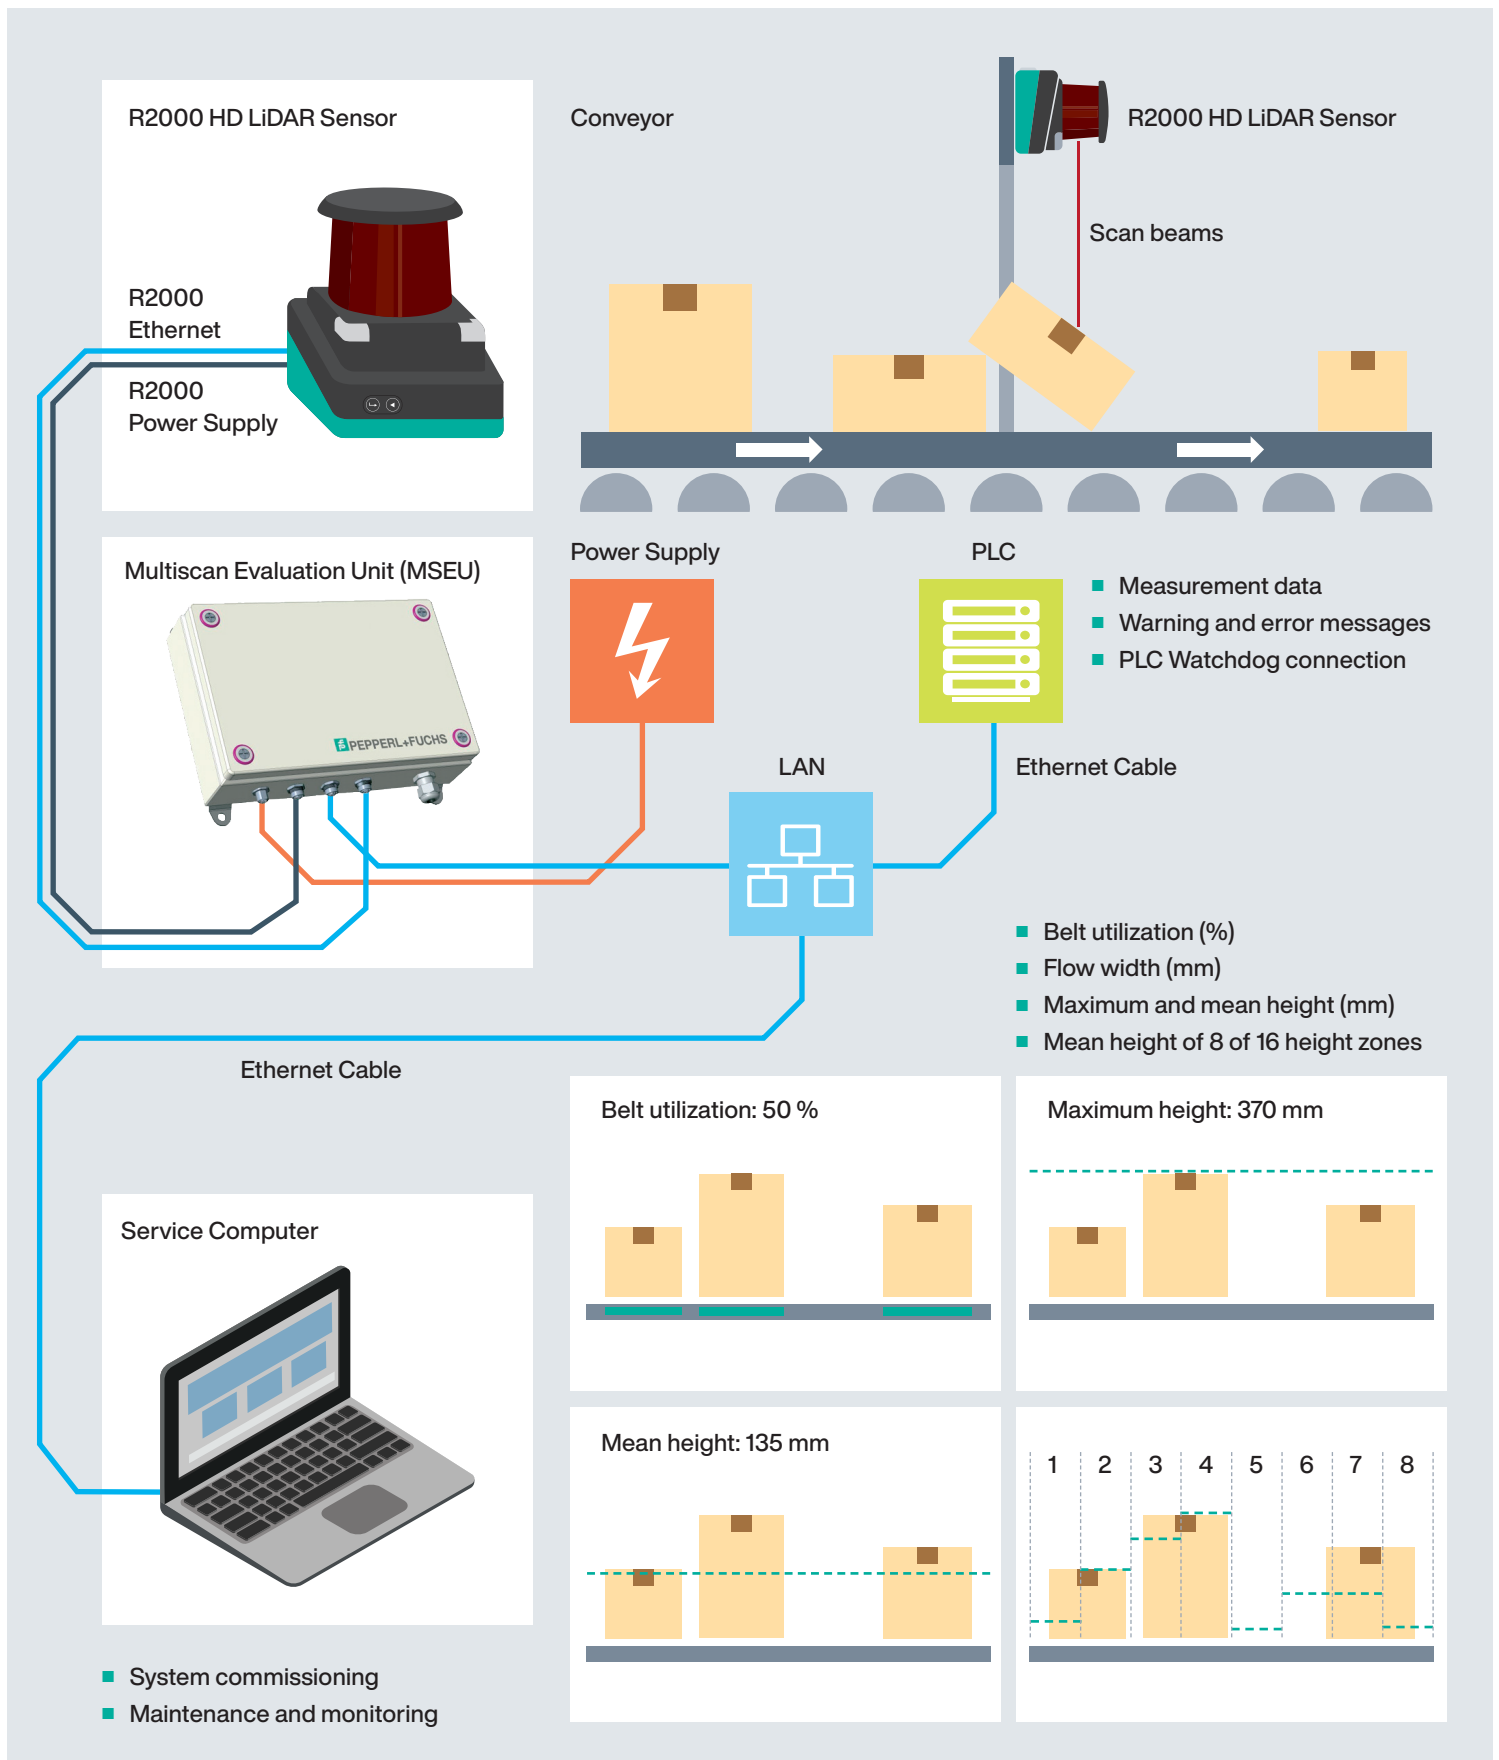 R2000 HD LiDAR Sensor
Conveyor
R2000 HD LiDAR Sensor
Scan beams
R2000
Ethernet
R2000
Power Supply
Multiscan Evaluation Unit (MSEU)
PEPPERL+FUCHS
Power Supply
PLC
Measurement data
Warning and error messages
PLC Watchdog connection
LAN
Ethernet Cable
Belt utilization (%)
Flow width (mm)
Maximum and mean height (mm)
Mean height of 8 of 16 height zones
Ethernet Cable
Belt utilization: 50 %
Maximum height: 370 mm
Service Computer
Mean height: 135 mm
1 2 3 4 5 6 7 8
System commissioning
Maintenance and monitoring